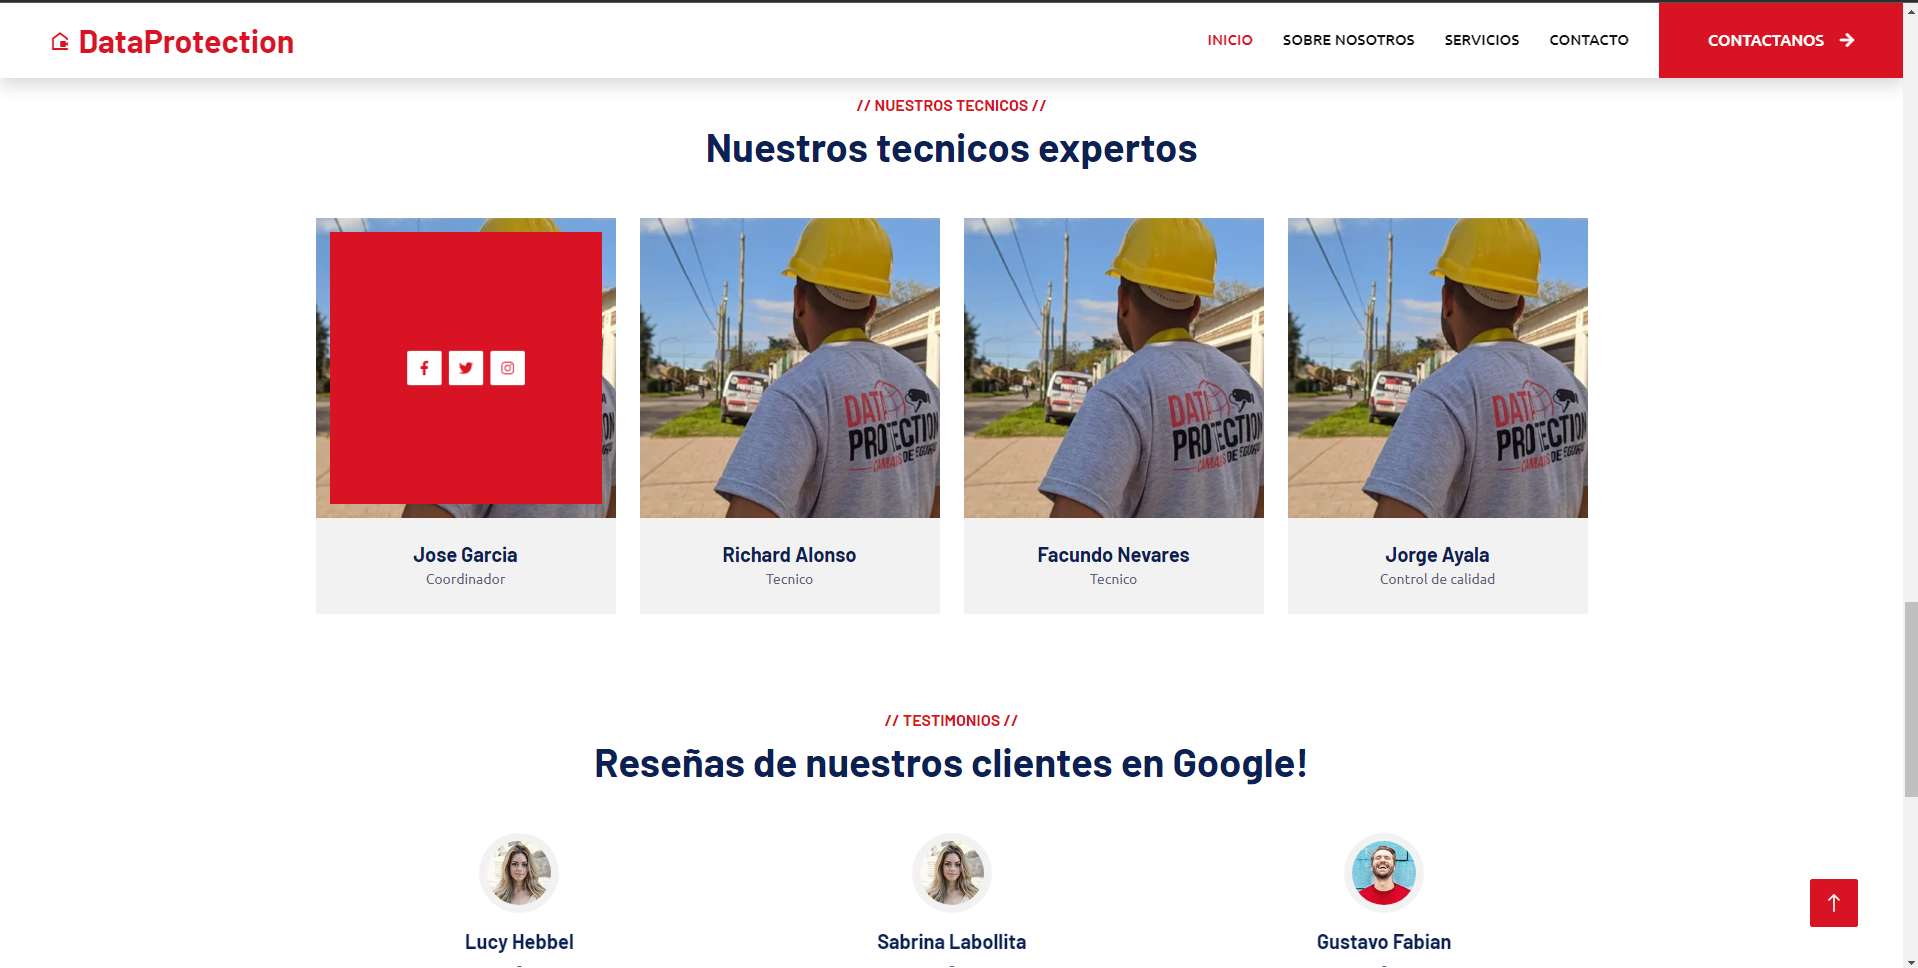 DataProtection
INICIO SOBRE NOSOTROS SERVICIOS CONTACTO CONTACTANOS
// NUESTROS TECNICOS //
Nuestros tecnicos expertos
DATA PROTECTION
DATA PROTECTION
DATA PROTECTION
Jose Garcia
Coordinador
Richard Alonso
Tecnico
Facundo Nevares
Tecnico
Jorge Ayala
Control de calidad
// TESTIMONIOS //
Reseñas de nuestros clientes en Google!
Lucy Hebbel
Sabrina Labollita
Gustavo Fabian